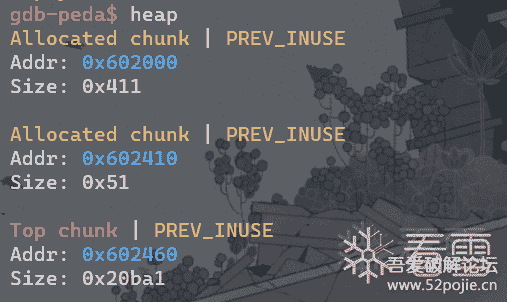 gdb-peda$ heap
Allocated chunk | PREV_INUSE
Addr: 0x602000
Size: 0x411
Allocated chunk | PREV_INUSE
Addr: 0x602410
Size: 0x51
Top chunk | PREV_INUSE
Addr: 0x602460
Size: 0x20ba1
看雪
吾爱破解论坛
www.52pojie.cn